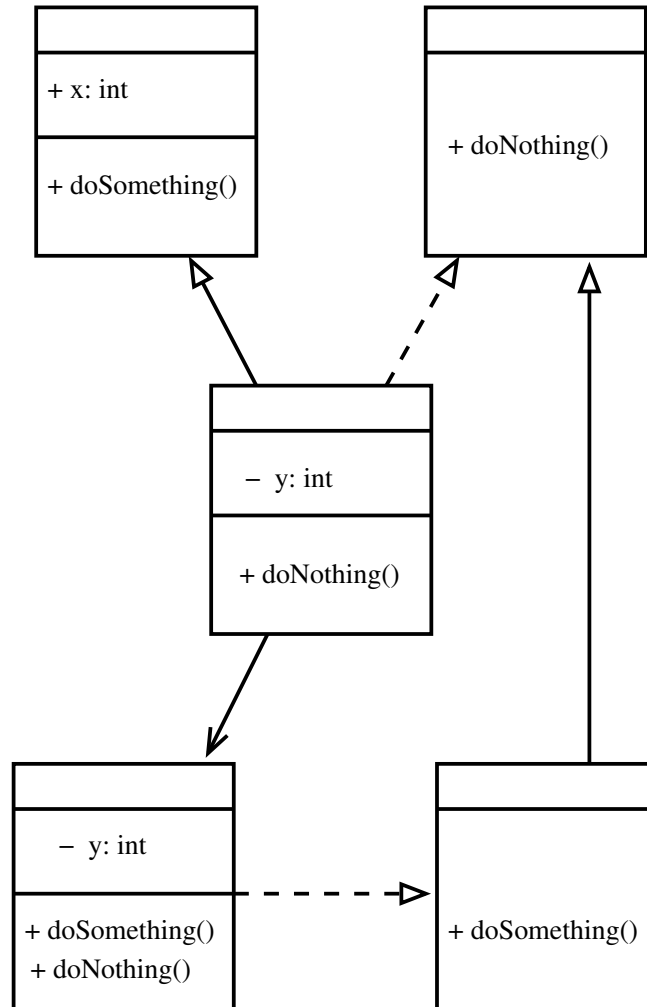 + x: int
+ doSomething()
+ doNothing()
– y: int
+ doNothing()
– y: int
+ doSomething()
+ doNothing()
+ doSomething()